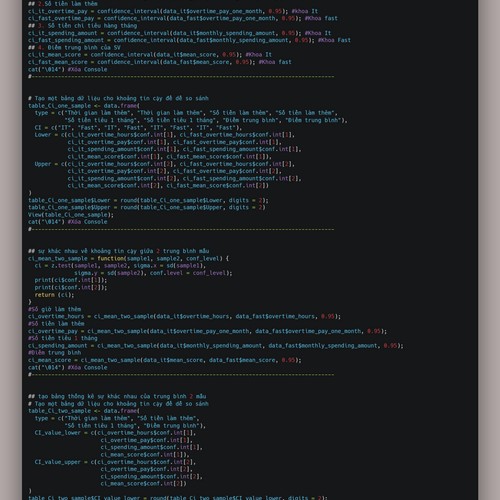 ## 2.Số tiền làm thêm
ci_it_overtime_pay = confidence_interval(data_it$overtime_pay_one_month, 0.95); #Khoa It
ci_fast_overtime_pay = confidence_interval(data_fast$overtime_pay_one_month, 0.95); #Khoa fast
## 3. Số tiền chi tiêu hàng tháng
ci_it_spending_amount = confidence_interval(data_it$monthly_spending_amount, 0.95); #Khoa It
ci_fast_spending_amount = confidence_interval(data_fast$monthly_spending_amount, 0.95); #Khoa Fast
## 4. Điểm trung bình của SV
ci_it_mean_score = confidence_interval(data_it$mean_score, 0.95); #Khoa It
ci_fast_mean_score = confidence_interval(data_fast$mean_score, 0.95); #Khoa fast
cat("\014") #Xóa Console
# Tạo một bảng dữ liệu cho khoảng tin cậy để dễ so sánh
table_Ci_one_sample <- data.frame(
type = c("Thời gian làm thêm", "Thời gian làm thêm", "Số tiền làm thêm", "Số tiền làm thêm",
"Số tiền tiêu 1 tháng", "Số tiền tiêu 1 tháng", "Điểm trung bình", "Điểm trung bình"),
CI = c("IT", "Fast", "IT", "Fast", "IT", "Fast", "IT", "Fast"),
Lower = c(ci_it_overtime_hours$conf.int[1], ci_fast_overtime_hours$conf.int[1],
ci_it_overtime_pay$conf.int[1], ci_fast_overtime_pay$conf.int[1],
ci_it_spending_amount$conf.int[1], ci_fast_spending_amount$conf.int[1],
ci_it_mean_score$conf.int[1], ci_fast_mean_score$conf.int[1]),
Upper = c(ci_it_overtime_hours$conf.int[2], ci_fast_overtime_hours$conf.int[2],
ci_it_overtime_pay$conf.int[2], ci_fast_overtime_pay$conf.int[2],
ci_it_spending_amount$conf.int[2], ci_fast_spending_amount$conf.int[2],
ci_it_mean_score$conf.int[2], ci_fast_mean_score$conf.int[2])
)
table_Ci_one_sample$Lower = round(table_Ci_one_sample$Lower, digits = 2);
table_Ci_one_sample$Upper = round(table_Ci_one_sample$Upper, digits = 2)
View(table_Ci_one_sample);
cat("\014") #Xóa Console
## sự khác nhau về khoảng tin cậy giữa 2 trung bình mẫu
ci_mean_two_sample = function(sample1, sample2, conf_level) {
ci = z.test(sample1, sample2, sigma.x = sd(sample1),
sigma.y = sd(sample2), conf.level = conf_level);
print(ci$conf.int[1]);
print(ci$conf.int[2]);
return (ci);
}
#Số giờ làm thêm
ci_overtime_hours = ci_mean_two_sample(data_it$overtime_hours, data_fast$overtime_hours, 0.95);
#Số tiền làm thêm
ci_overtime_pay = ci_mean_two_sample(data_it$overtime_pay_one_month, data_fast$overtime_pay_one_month, 0.95);
#Số tiền tiêu 1 tháng
ci_spending_amount = ci_mean_two_sample(data_it$monthly_spending_amount, data_fast$monthly_spending_amount, 0.95);
#Điểm trung bình
ci_mean_score = ci_mean_two_sample(data_it$mean_score, data_fast$mean_score, 0.95);
cat("\014") #Xóa Console
## tạo bảng thống kê sự khác nhau của trung bình 2 mẫu
# Tạo một bảng dữ liệu cho khoảng tin cậy để dễ so sánh
table_Ci_two_sample <- data.frame(
type = c("Thời gian làm thêm", "Số tiền làm thêm",
"Số tiền tiêu 1 tháng", "Điểm trung bình"),
CI_value_lower = c(ci_overtime_hours$conf.int[1],
ci_overtime_pay$conf.int[1],
ci_spending_amount$conf.int[1],
ci_mean_score$conf.int[1]),
CI_value_upper = c(ci_overtime_hours$conf.int[2],
ci_overtime_pay$conf.int[2],
ci_spending_amount$conf.int[2],
ci_mean_score$conf.int[2])
)
table_Ci_two_sample$CI_value_lower = round(table_Ci_two_sample$CI_value_lower, digits = 2);